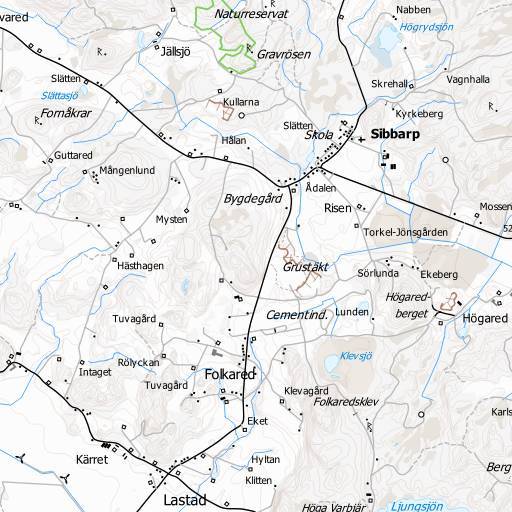 Naturreservat
Nabben
vared
Högrydsjön
Jällsjö
Gravrösen
Slätten
Skrehall
Vagnhalla
Slättasjö
Kullarna
Fornåkrar
Kyrkeberg
Slätten
Skola
Sibbarp
Hålan
Guttared
Mångenlund
Ådalen
Bygdegård
Risen
Mossen
Mysten
Torkel-Jönsgården
52
Hästhagen
Grustäkt
Sörlunda
Ekeberg
Högared-
berget
Tuvagård
Cementind.
Lunden
Högared
Klevsjö
Rölyckan
Intaget
Tuvagård
Folkared
Klevagård
Folkaredsklev
Karls
Eket
Kärret
Hyltan
Berg
Klitten
Lastad
Höga Varbjär
Ljungsjön